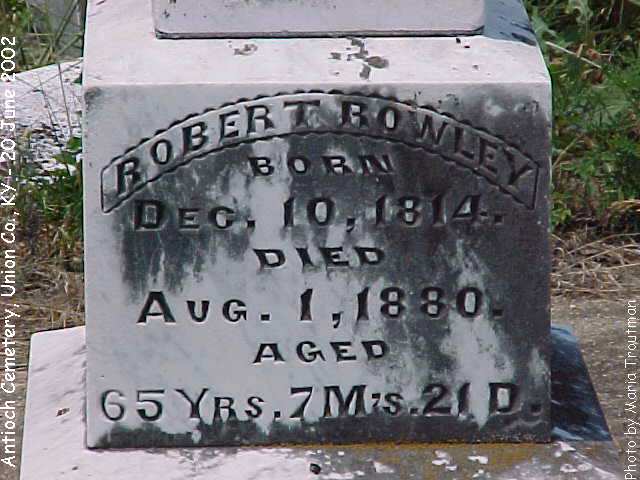 ROBERT ROWLEY
BORN
DEC. 10, 1814.
DIED
AUG. 1, 1880.
AGED
65 YRS. 7 M's. 21 D.
Antioch Cemetery, Union Co., KY - 20 June 2002
Photo by Maria Troutman